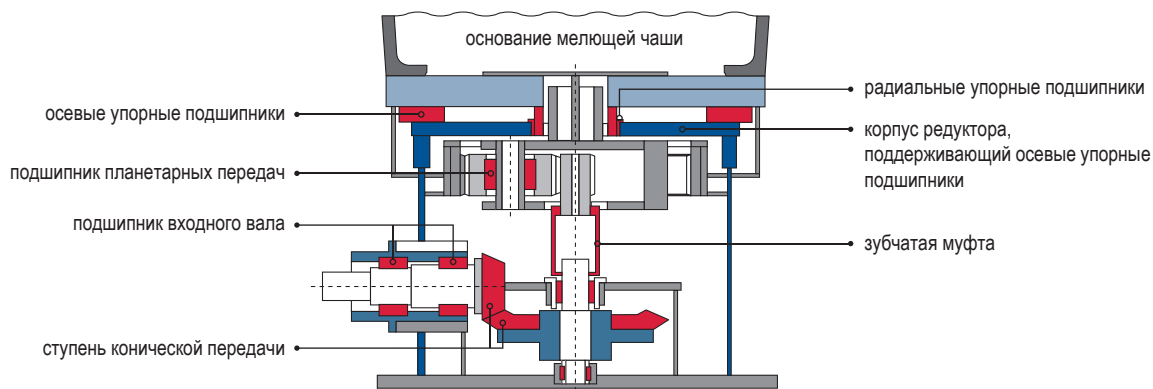 основание мелющей чаши
осевые упорные подшипники
подшипник планетарных передач
подшипник входного вала
ступень конической передачи
радиальные упорные подшипники
корпус редуктора,
поддерживающий осевые упорные
подшипники
зубчатая муфта